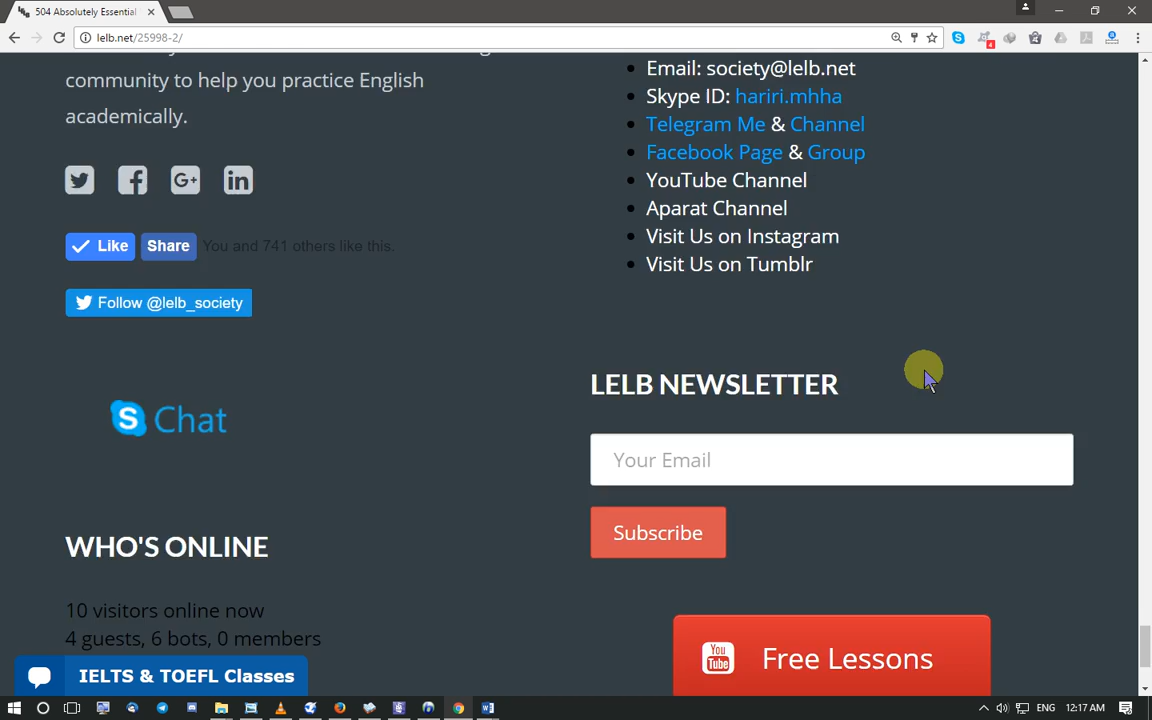 504 Absolutely Essential
lelb.net/25998-2/
community to help you practice English
academically.
Like
Share
You and 741 others like this.
Follow @lelb_society
Chat
WHO'S ONLINE
10 visitors online now
4 guests, 6 bots, 0 members
IELTS & TOEFL Classes
Email: society@lelb.net
Skype ID: hariri.mhha
Telegram Me & Channel
Facebook Page & Group
YouTube Channel
Aparat Channel
Visit Us on Instagram
Visit Us on Tumblr
LELB NEWSLETTER
Your Email
Subscribe
You Tube
Free Lessons
ENG
12:17 AM